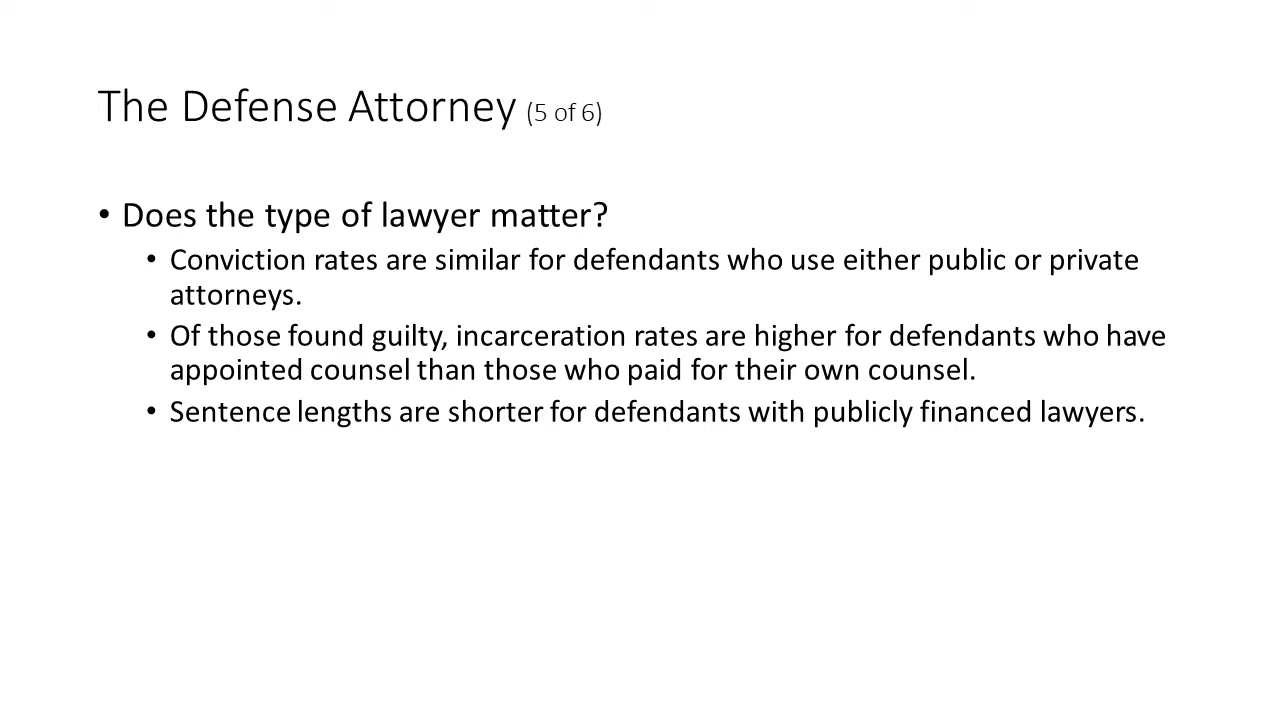 The Defense Attorney (5 of 6)
• Does the type of lawyer matter?
• Conviction rates are similar for defendants who use either public or private
attorneys.
• Of those found guilty, incarceration rates are higher for defendants who have
appointed counsel than those who paid for their own counsel.
• Sentence lengths are shorter for defendants with publicly financed lawyers.